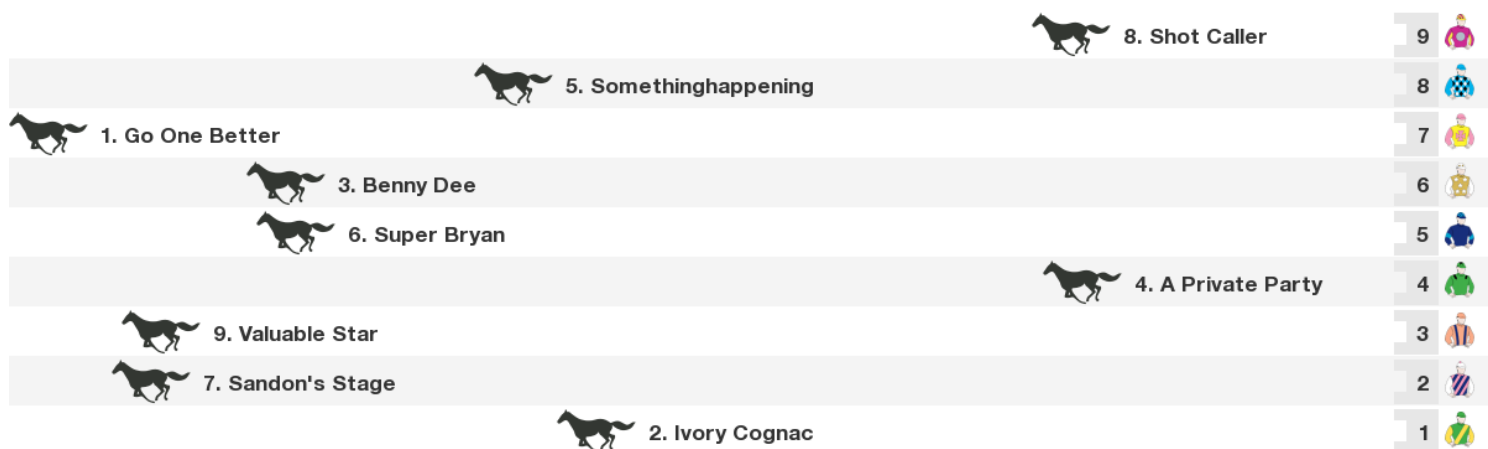 8. Shot Caller 9
5. Somethinghappening 8
1. Go One Better 7
3. Benny Dee 6
6. Super Bryan 5
4. A Private Party 4
9. Valuable Star 3
7. Sandon's Stage 2
2. Ivory Cognac 1